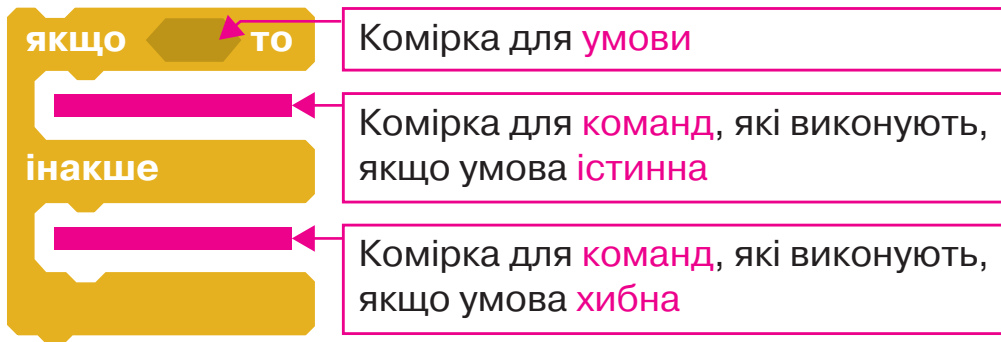 якщо то
Комірка для умови
Комірка для команд, які виконують,
якщо умова істинна
інакше
Комірка для команд, які виконують,
якщо умова хибна